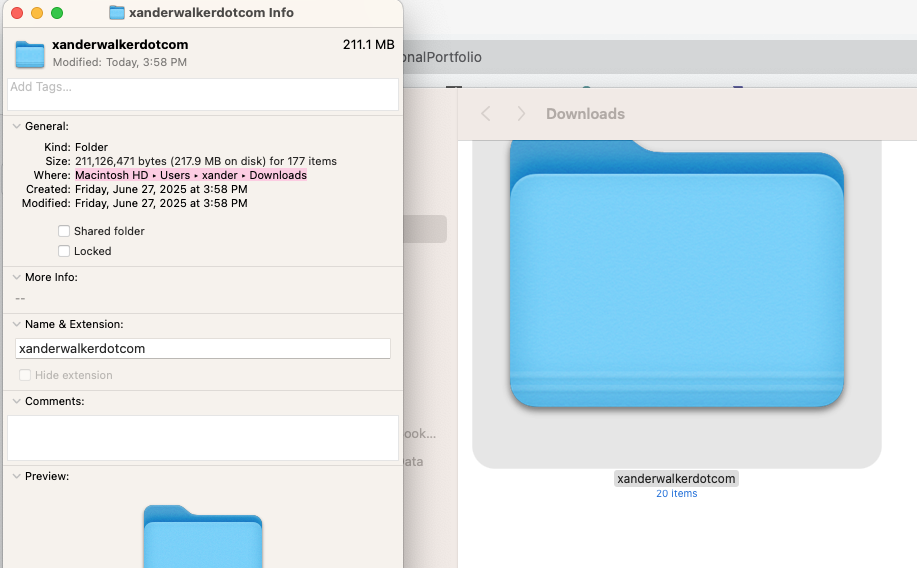 xanderwalkerdotcom Info
xanderwalkerdotcom 211.1 MB
Modified: Today, 3:58 PM
Add Tags...
General:
Kind: Folder
Size: 211,126,471 bytes (217.9 MB on disk) for 177 items
Where: Macintosh HD ▸ Users ▸ xander ▸ Downloads
Created: Friday, June 27, 2025 at 3:58 PM
Modified: Friday, June 27, 2025 at 3:58 PM
Shared folder
Locked
More Info:
--
Name & Extension:
xanderwalkerdotcom
Hide extension
Comments:
Preview:
onalPortfolio
Downloads
ook...
ata
xanderwalkerdotcom
20 items